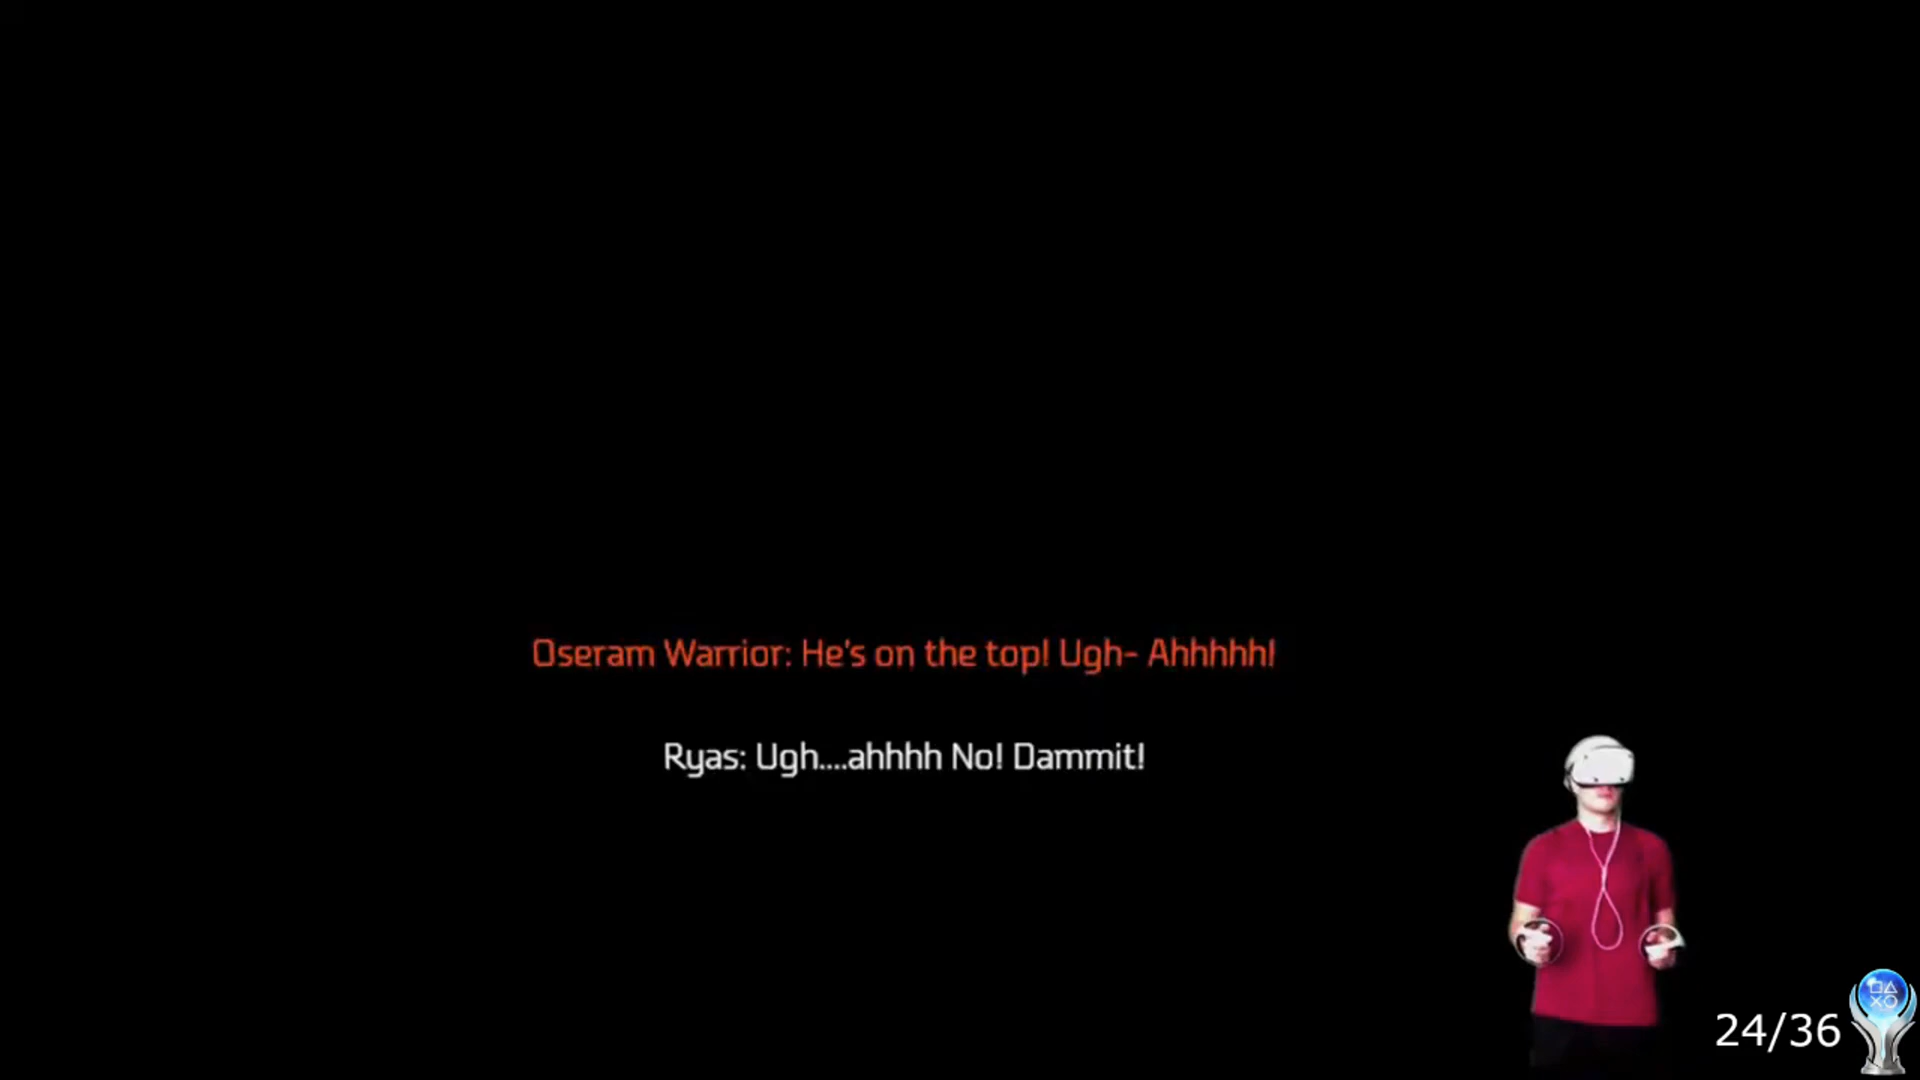 Oseram Warrior: He's on the top! Ugh- Ahhhhh!
Ryas: Ugh....ahhhh No! Dammit!
24/36